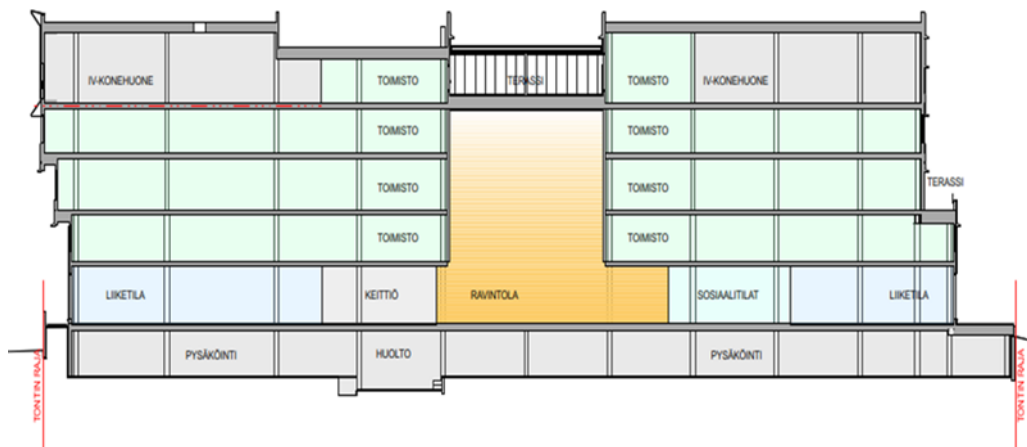 IV-KONEHUONE
TOIMISTO
TERASSI
TOIMISTO
IV-KONEHUONE
TOIMISTO
TOIMISTO
TOIMISTO
TOIMISTO
TERASSI
TOIMISTO
TOIMISTO
LIIKETILA
KEITTIÖ
RAVINTOLA
SOSIAALITILAT
LIIKETILA
PYSÄKÖINTI
HUOLTO
PYSÄKÖINTI
TONTIN RAJA
TONTIN RAJA